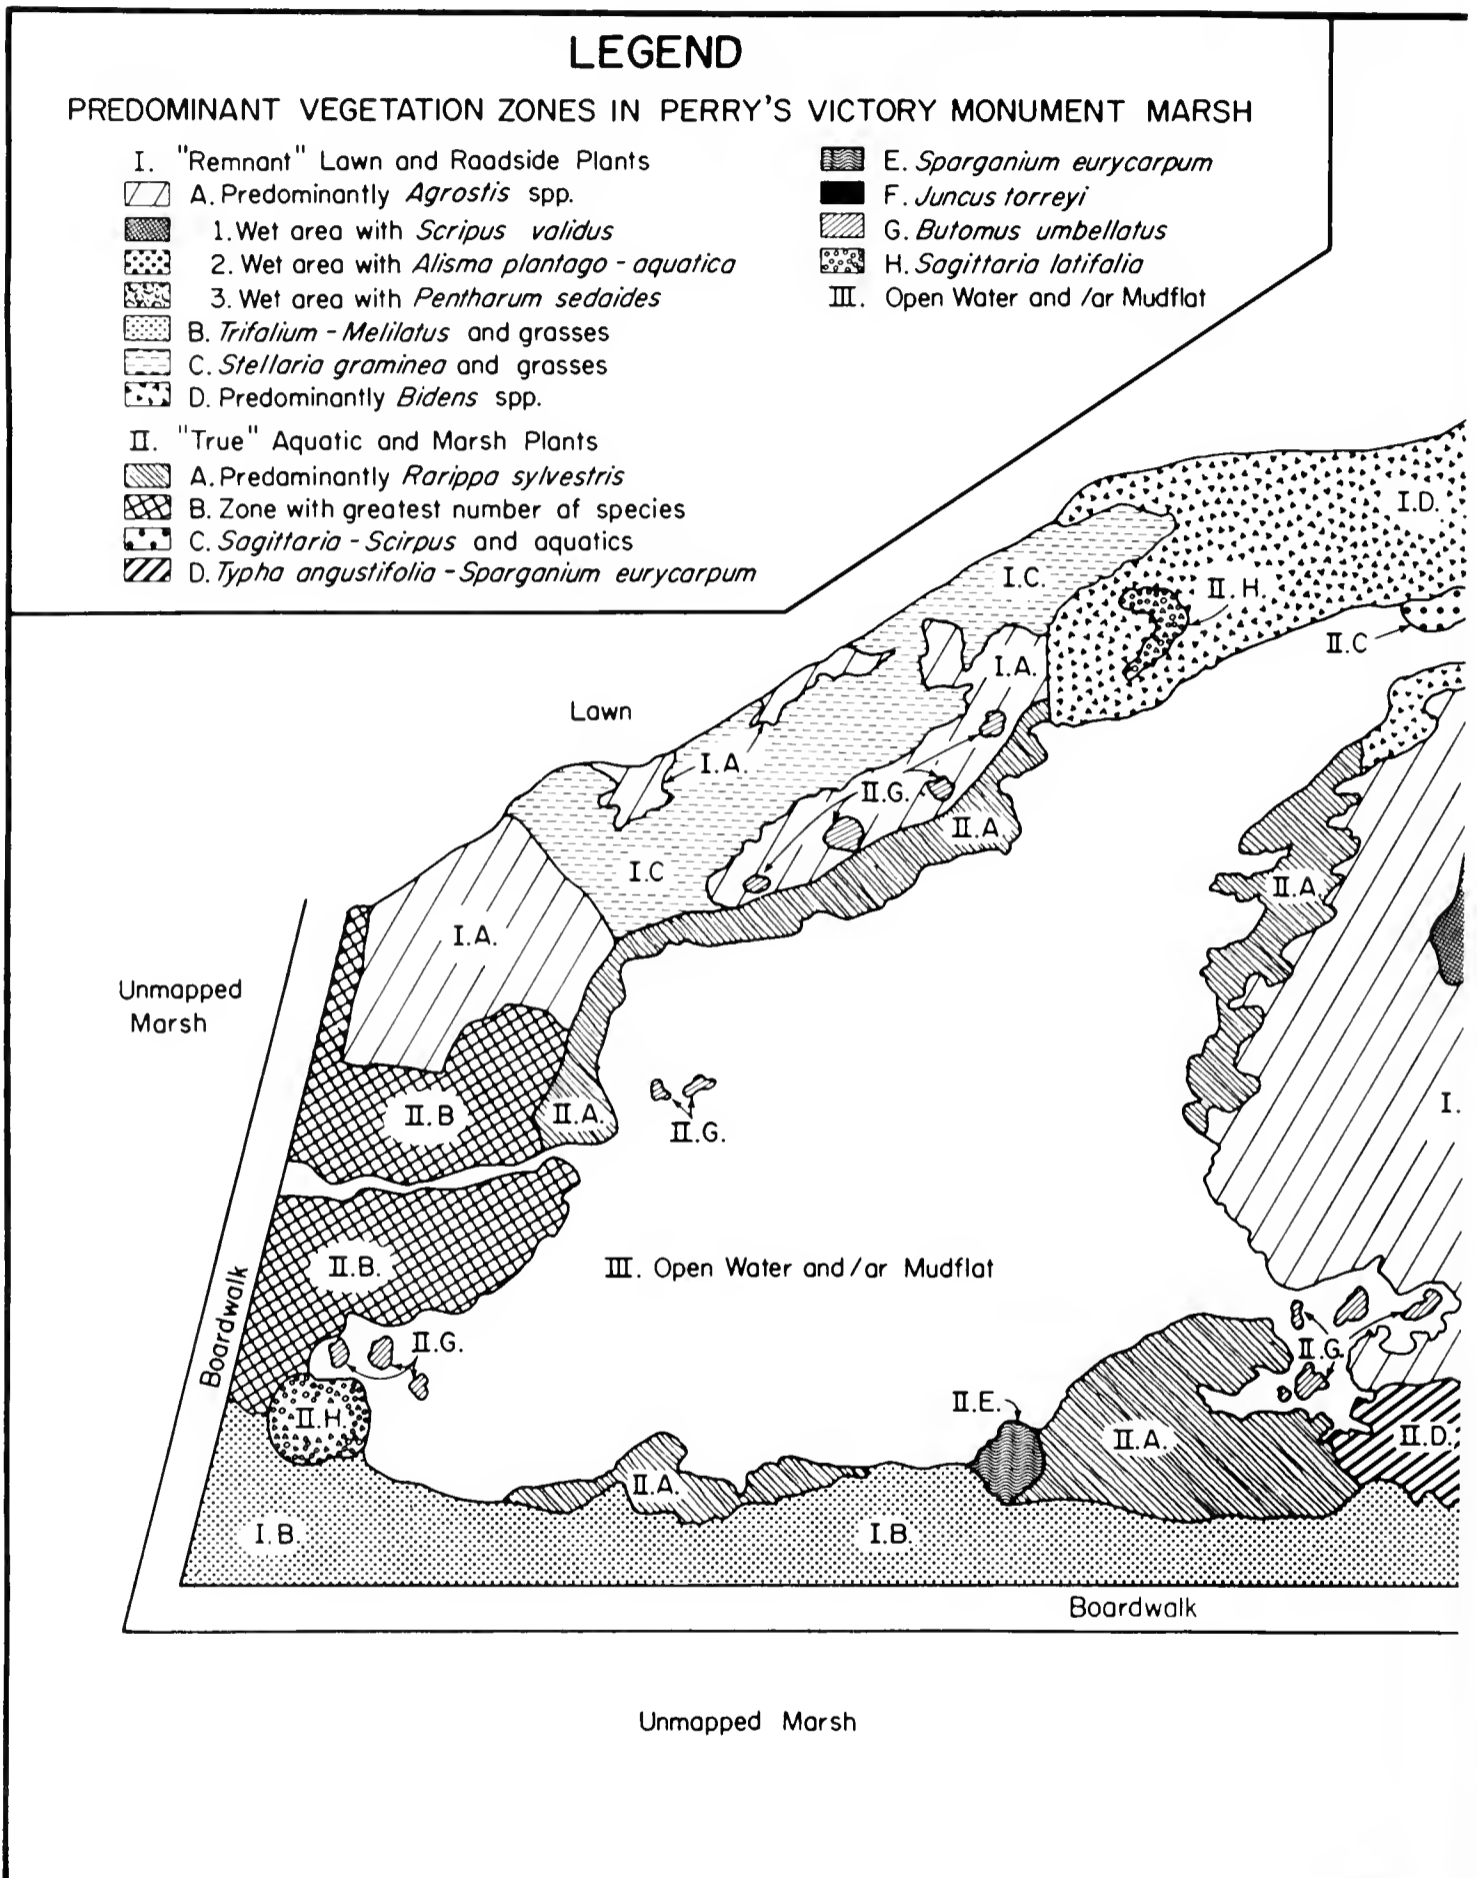 LEGEND
PREDOMINANT VEGETATION ZONES IN PERRY'S VICTORY MONUMENT MARSH
I. "Remnant" Lawn and Roadside Plants
A. Predominantly Agrostis spp.
1. Wet area with Scripus validus
2. Wet area with Alisma plantago-aquatica
3. Wet area with Pentharum sedoides
B. Trifolium - Melilotus and grasses
C. Stellaria graminea and grasses
D. Predominantly Bidens spp.
II. "True" Aquatic and Marsh Plants
A. Predominantly Rorippa sylvestris
B. Zone with greatest number of species
C. Sagittaria - Scirpus and aquatics
D. Typha angustifolia - Sparganium eurycarpum
E. Sparganium eurycarpum
F. Juncus torreyi
G. Butomus umbellatus
H. Sagittaria latifolia
III. Open Water and /or Mudflat
I.D.
I.C.
II.H.
II.C
I.A.
Lawn
I.A.
II.G.
II.A.
I.C
II.A.
I.A.
Unmapped
Marsh
I.
II.B
II.A.
II.G.
II.B.
III. Open Water and/or Mudflat
Boardwalk
II.G.
II.G.
II.E.
II.H.
II.A.
II.D.
II.A.
I.B.
I.B.
Boardwalk
Unmapped Marsh